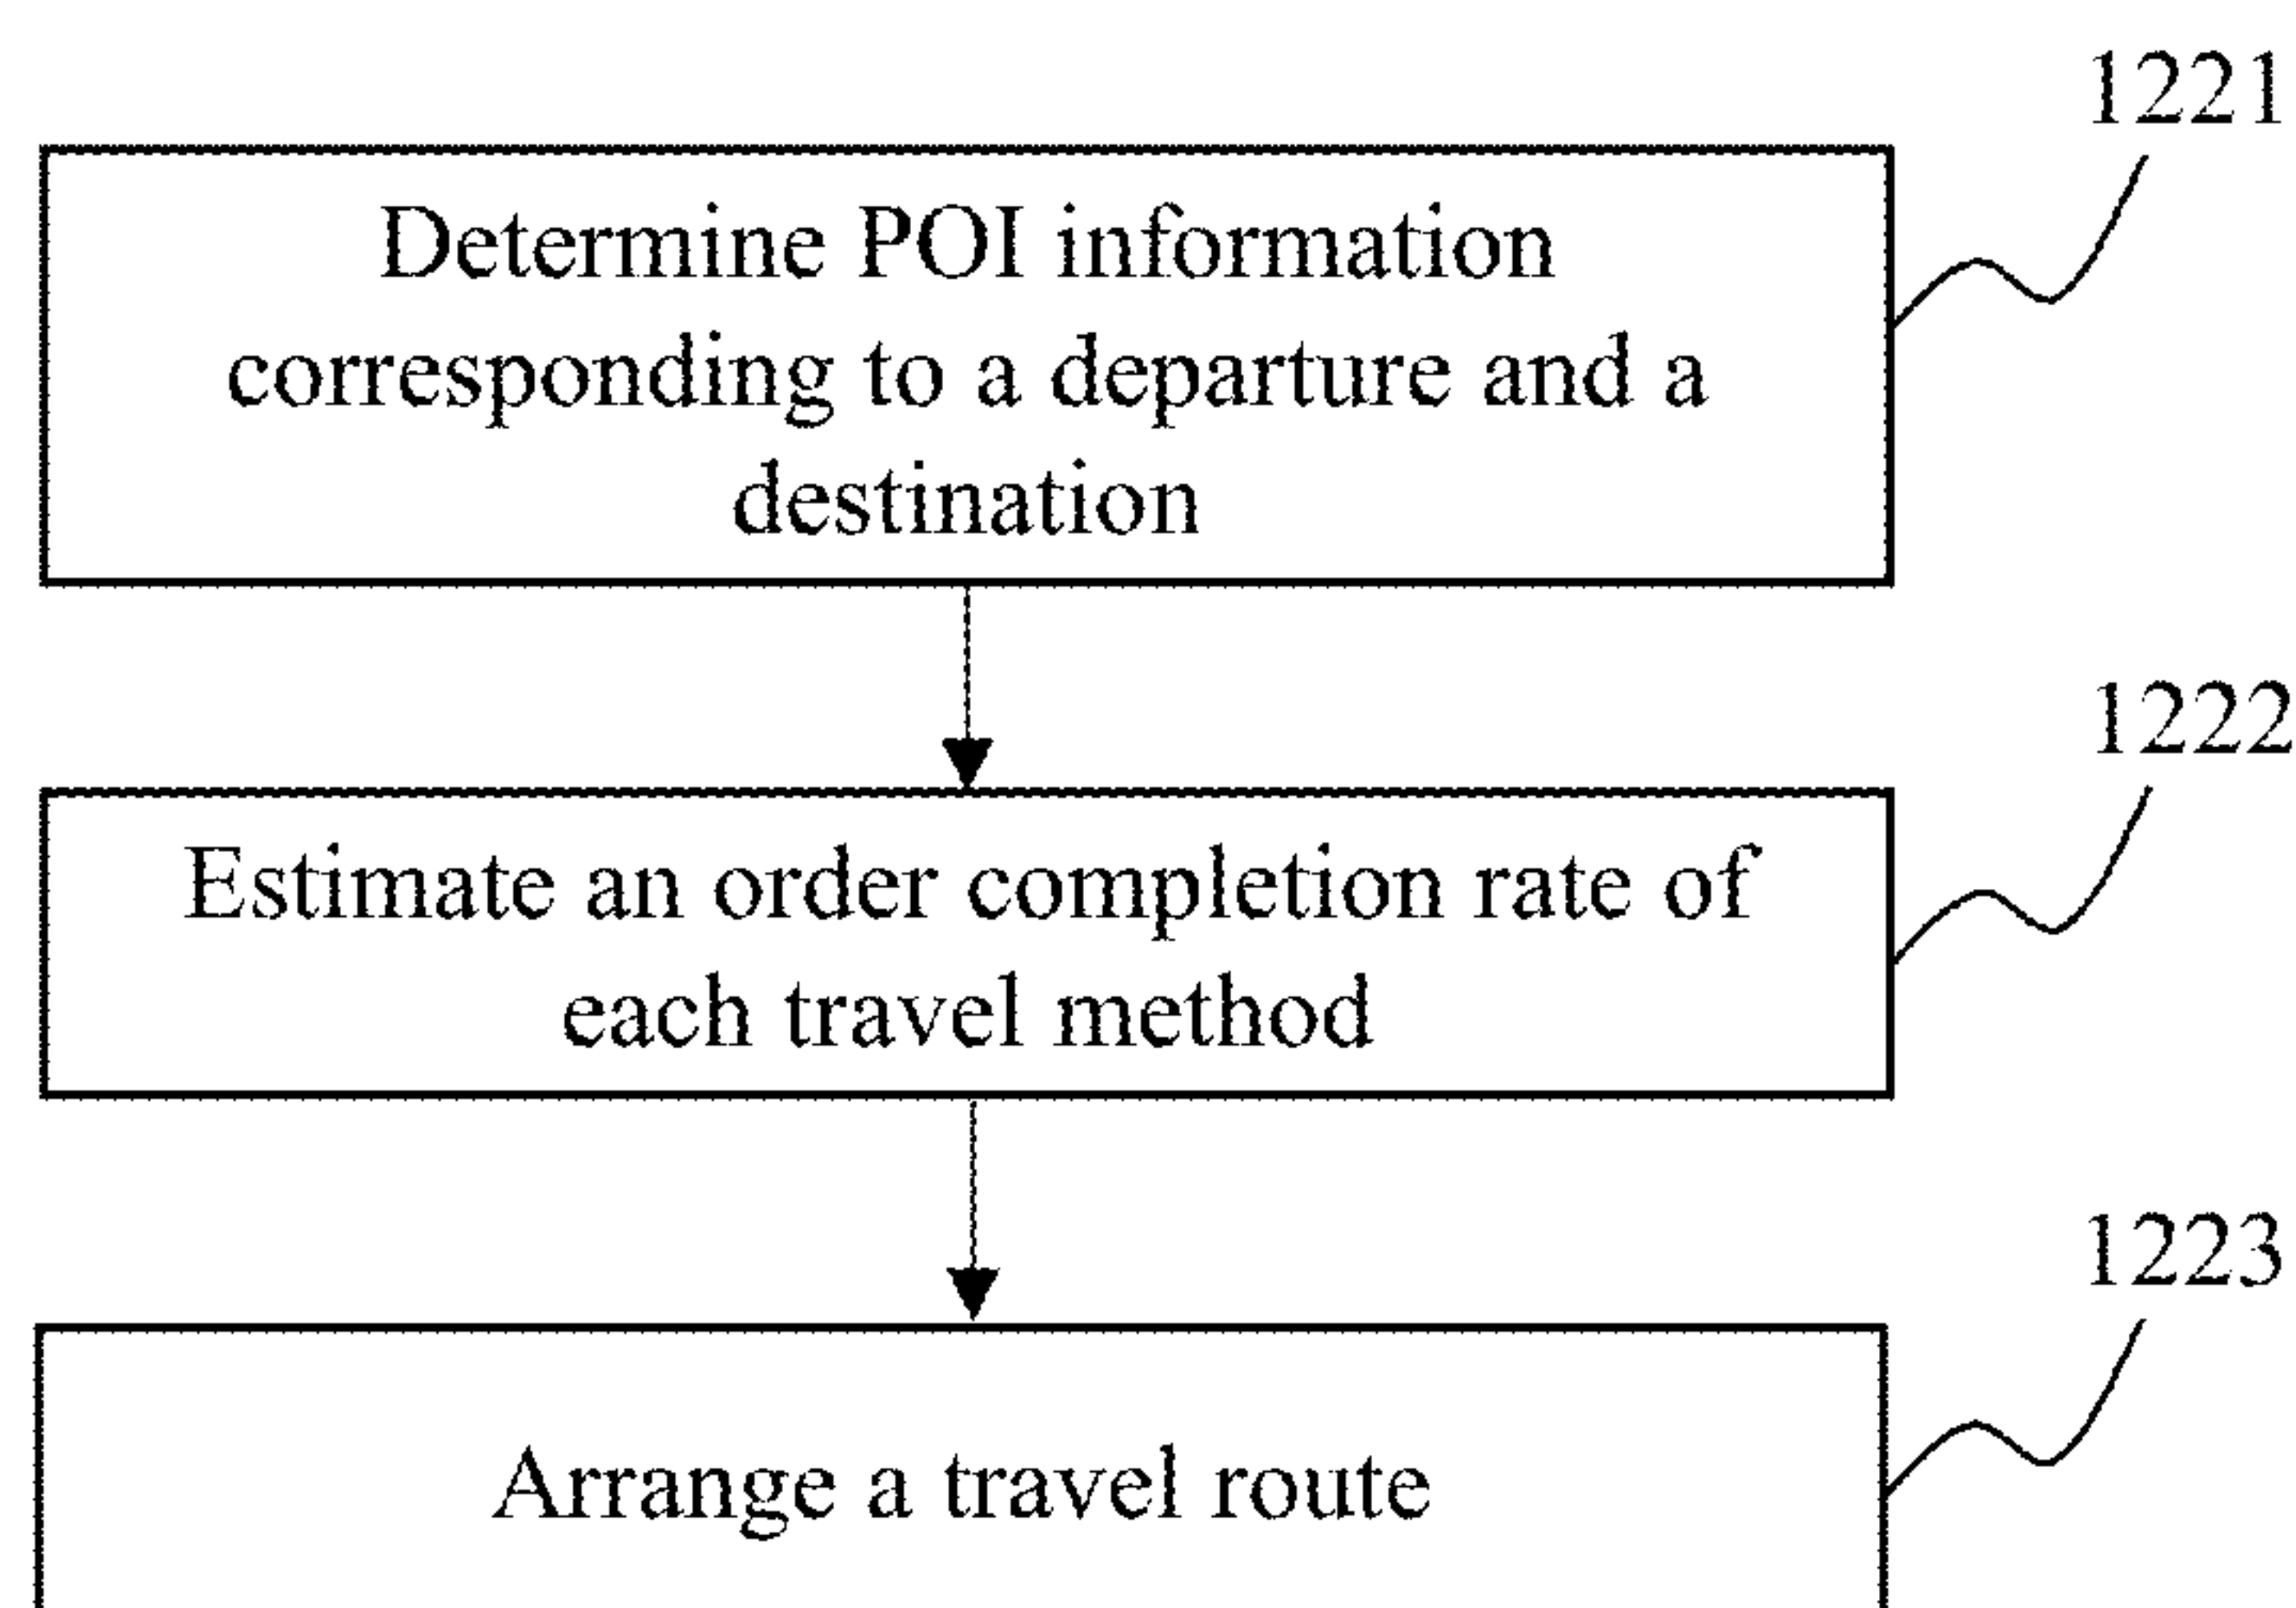 1221
Determine POI information
corresponding to a departure and a
destination
1222
Estimate an order completion rate of
each travel method
1223
Arrange a travel route